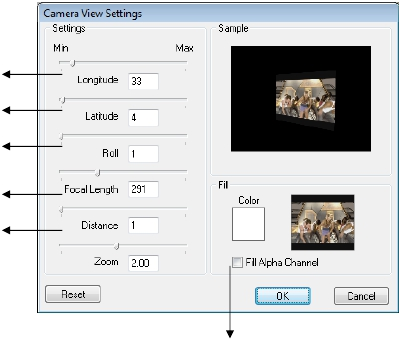 Camera View Settings
Settings
Min Max
Longitude 33
Latitude 4
Roll 1
Focal Length 291
Distance 1
Zoom 2.00
Reset
Sample
Fill
Color
Fill Alpha Channel
OK Cancel